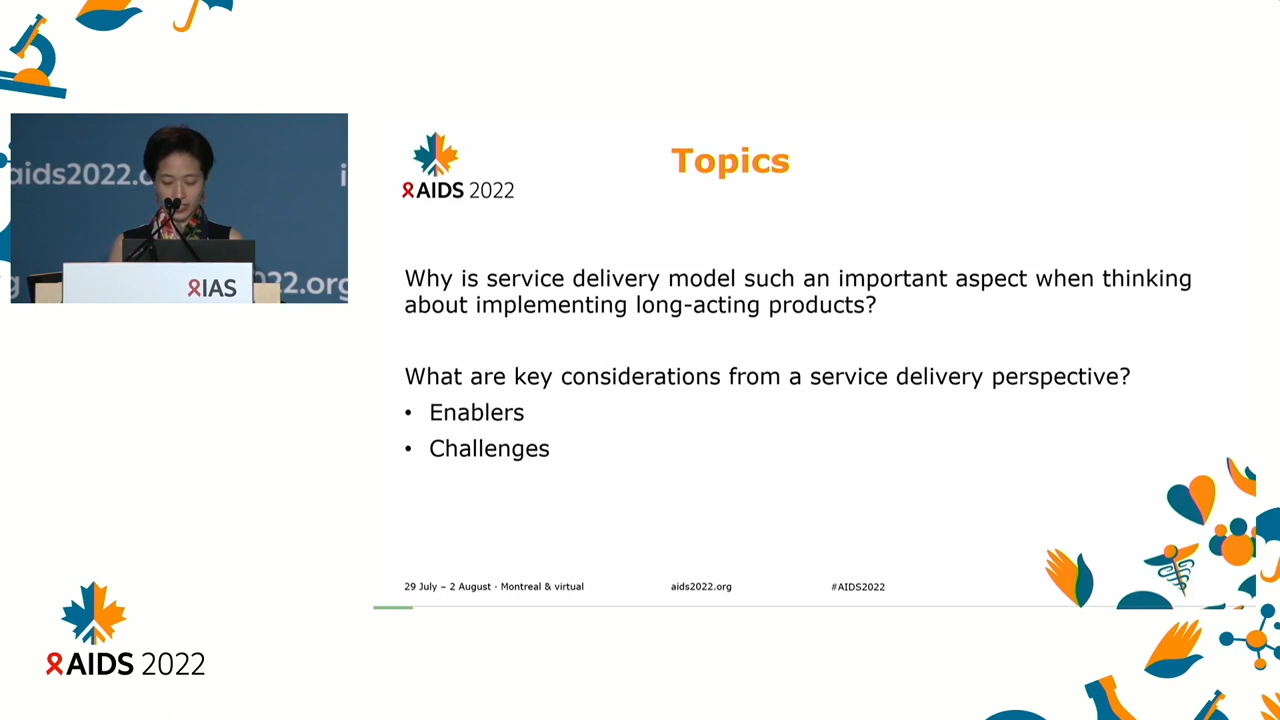 aids2022.c
i
g
22.org
IAS
AIDS 2022
Topics
Why is service delivery model such an important aspect when thinking
about implementing long-acting products?
What are key considerations from a service delivery perspective?
• Enablers
• Challenges
29 July – 2 August · Montreal & virtual
aids2022.org
#AIDS2022
AIDS 2022